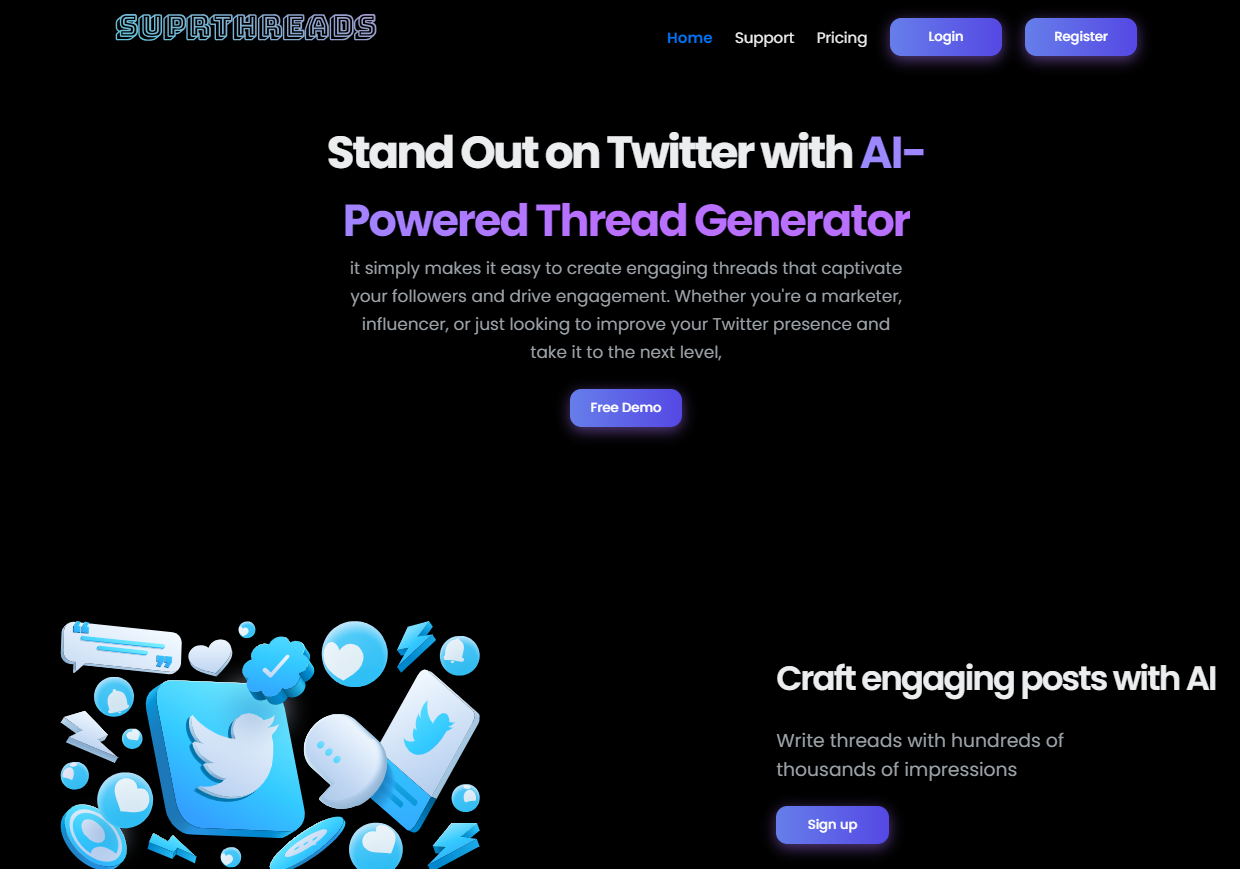 SUPRTHREADS
Home Support Pricing Login Register
Stand Out on Twitter with AI-
Powered Thread Generator
it simply makes it easy to create engaging threads that captivate
your followers and drive engagement. Whether you're a marketer,
influencer, or just looking to improve your Twitter presence and
take it to the next level,
Free Demo
Craft engaging posts with AI
Write threads with hundreds of
thousands of impressions
Sign up